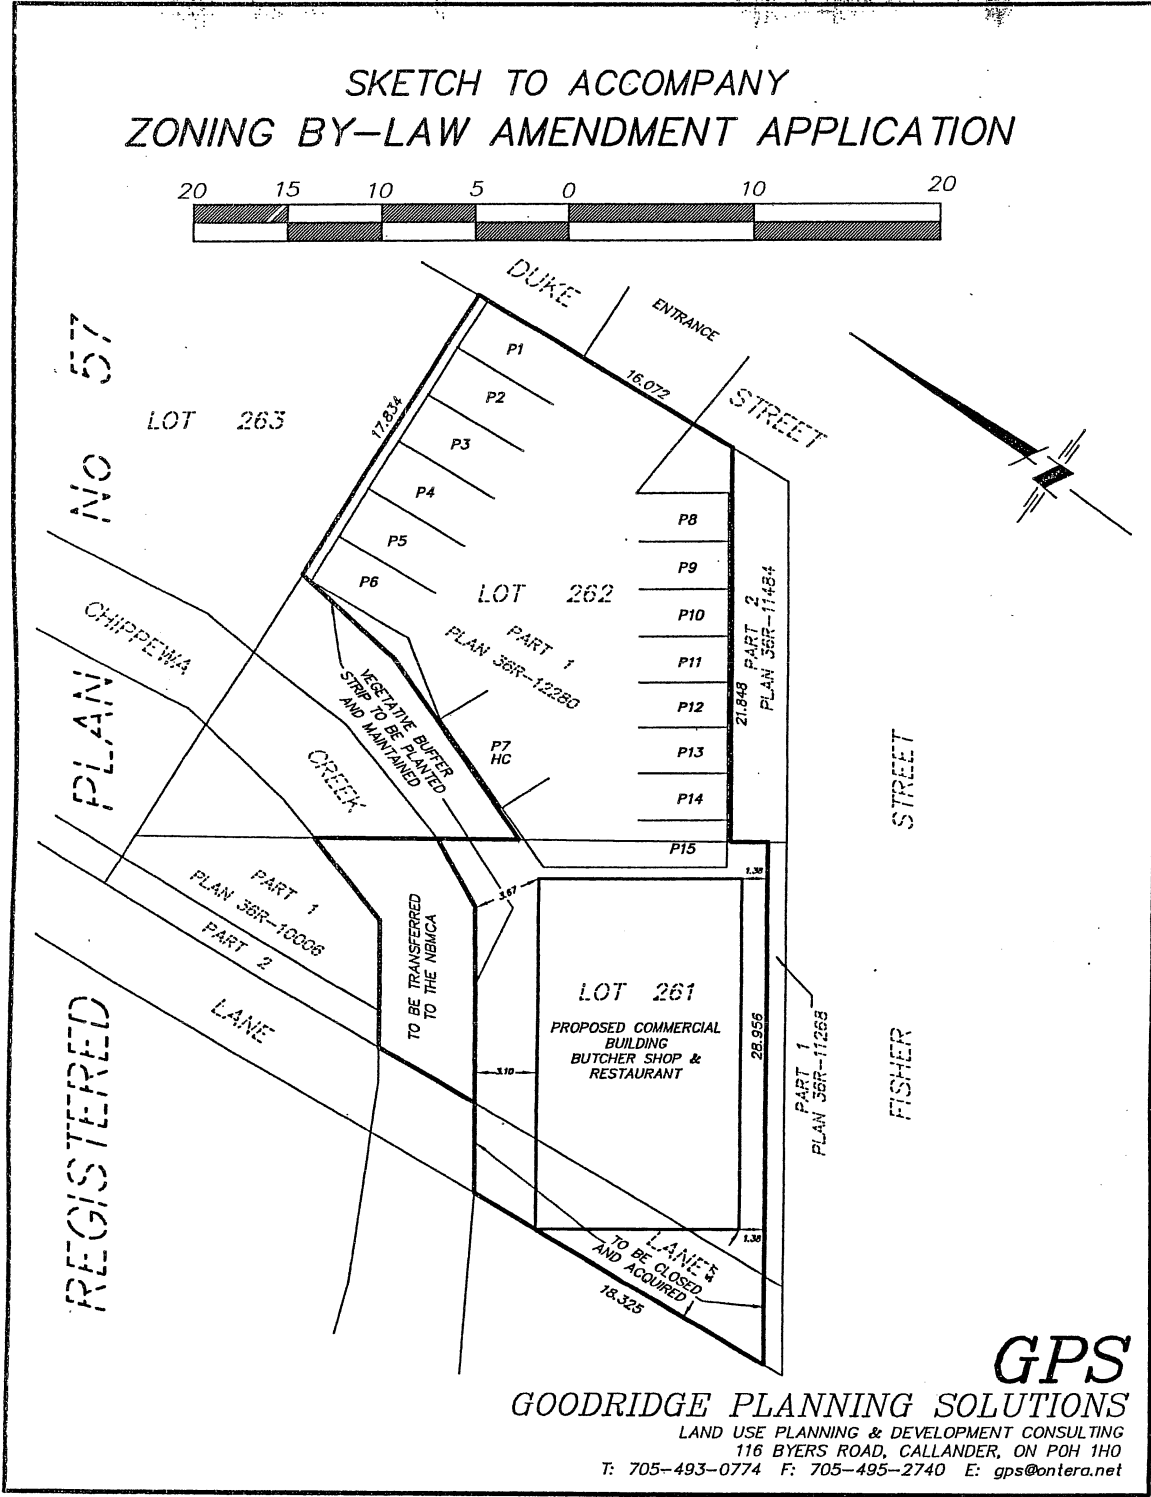 SKETCH TO ACCOMPANY
ZONING BY-LAW AMENDMENT APPLICATION
20 15 10 5 0 10 20
DUKE
STREET
ENTRANCE
16.072
17.834
LOT 263
REGISTERED PLAN No 57
P1
P2
P3
P4
P5
P6
P7
HC
P8
P9
P10
P11
P12
P13
P14
P15
LOT 262
PART 1
PLAN 36R-12280
21.848
PART 2
PLAN 36R-11484
CHIPPEWA
CREEK
VEGETATIVE BUFFER
STRIP TO BE PLANTED
AND MAINTAINED
PART 1
PLAN 36R-10006
PART 2
LANE
TO BE TRANSFERRED
TO THE NBMCA
3.67
1.38
3.10
LOT 261
PROPOSED COMMERCIAL
BUILDING
BUTCHER SHOP &
RESTAURANT
28.956
PART 1
PLAN 36R-11268
FISHER STREET
1.38
LANE
TO BE CLOSED
AND ACQUIRED
18.325
GPS
GOODRIDGE PLANNING SOLUTIONS
LAND USE PLANNING & DEVELOPMENT CONSULTING
116 BYERS ROAD, CALLANDER, ON P0H 1H0
T: 705-493-0774 F: 705-495-2740 E: gps@ontera.net